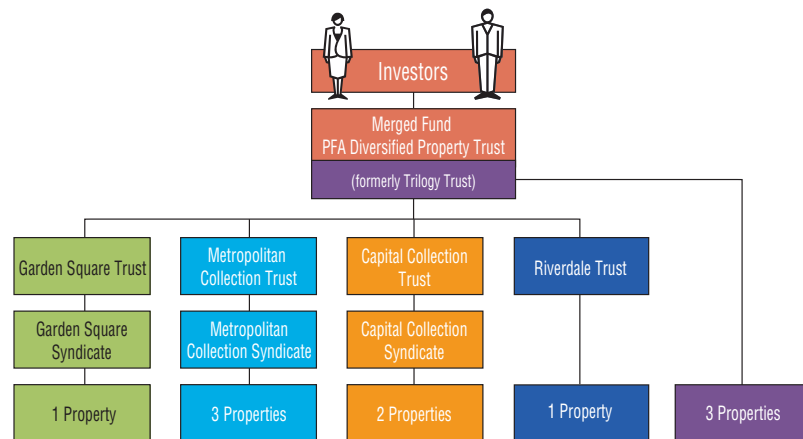 Investors
Merged Fund
PFA Diversified Property Trust
(formerly Trilogy Trust)
Garden Square Trust
Metropolitan
Collection Trust
Capital Collection
Trust
Riverdale Trust
Garden Square
Syndicate
Metropolitan
Collection Syndicate
Capital Collection
Syndicate
1 Property
3 Properties
2 Properties
1 Property
3 Properties